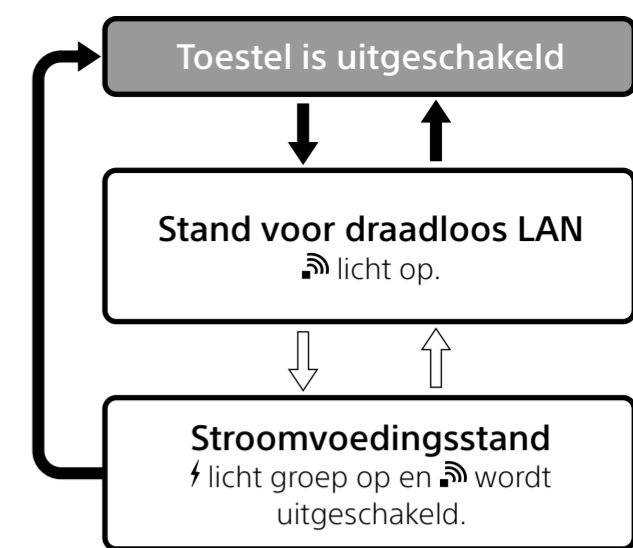 Toestel is uitgeschakeld
Stand voor draadloos LAN
licht op.
Stroomvoedingsstand
licht groep op en wordt
uitgeschakeld.